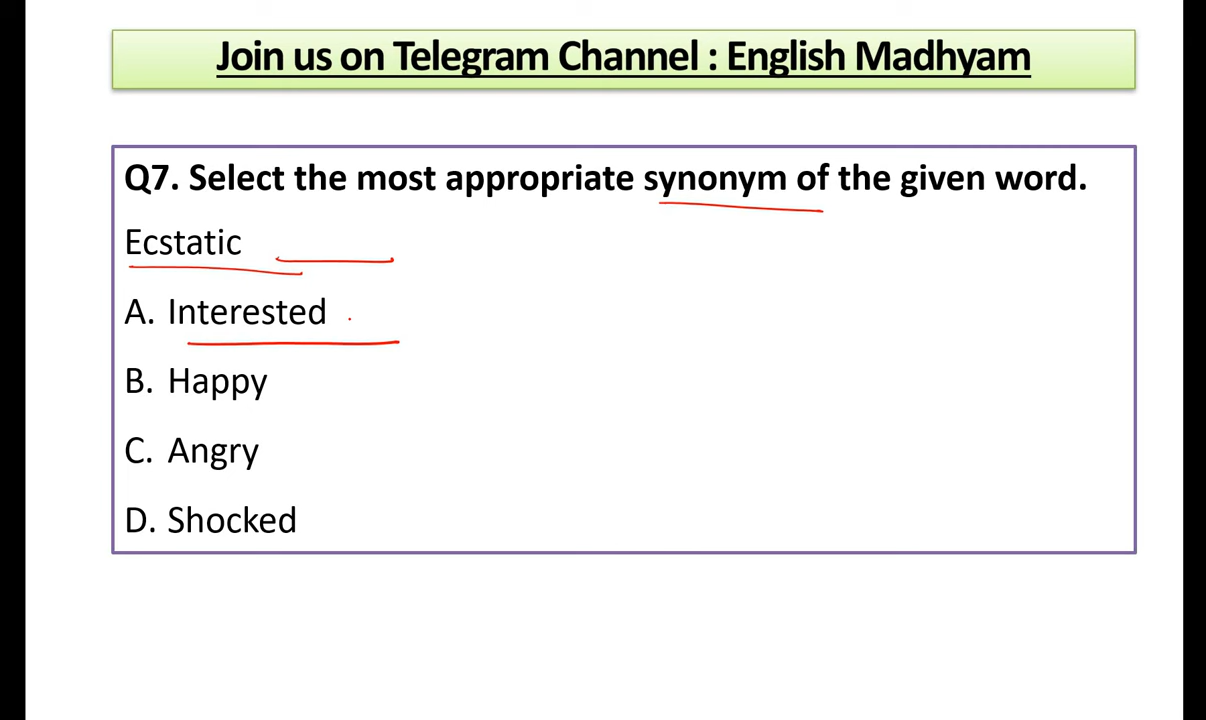 Join us on Telegram Channel : English Madhyam
Q7. Select the most appropriate synonym of the given word.
Ecstatic
A. Interested
B. Happy
C. Angry
D. Shocked